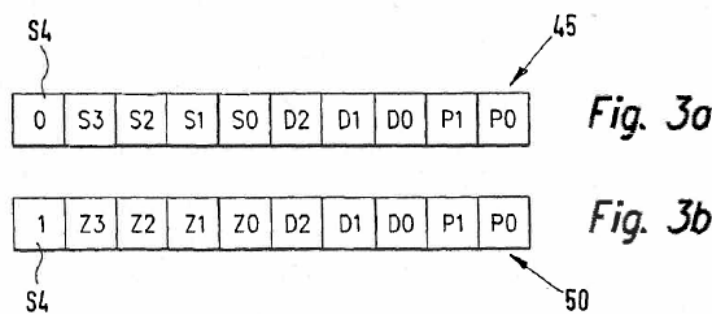 S4
45
0 S3 S2 S1 S0 D2 D1 D0 P1 P0 Fig. 3a
1 Z3 Z2 Z1 Z0 D2 D1 D0 P1 P0 Fig. 3b
S4
50